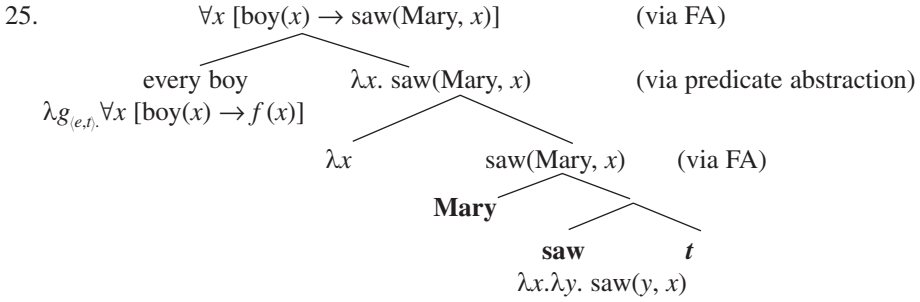 25. ∀x [boy(x) → saw(Mary, x)] (via FA)
every boy λx. saw(Mary, x) (via predicate abstraction)
λg⟨e,t⟩.∀x [boy(x) → f(x)]
λx saw(Mary, x) (via FA)
Mary
saw t
λx.λy. saw(y, x)